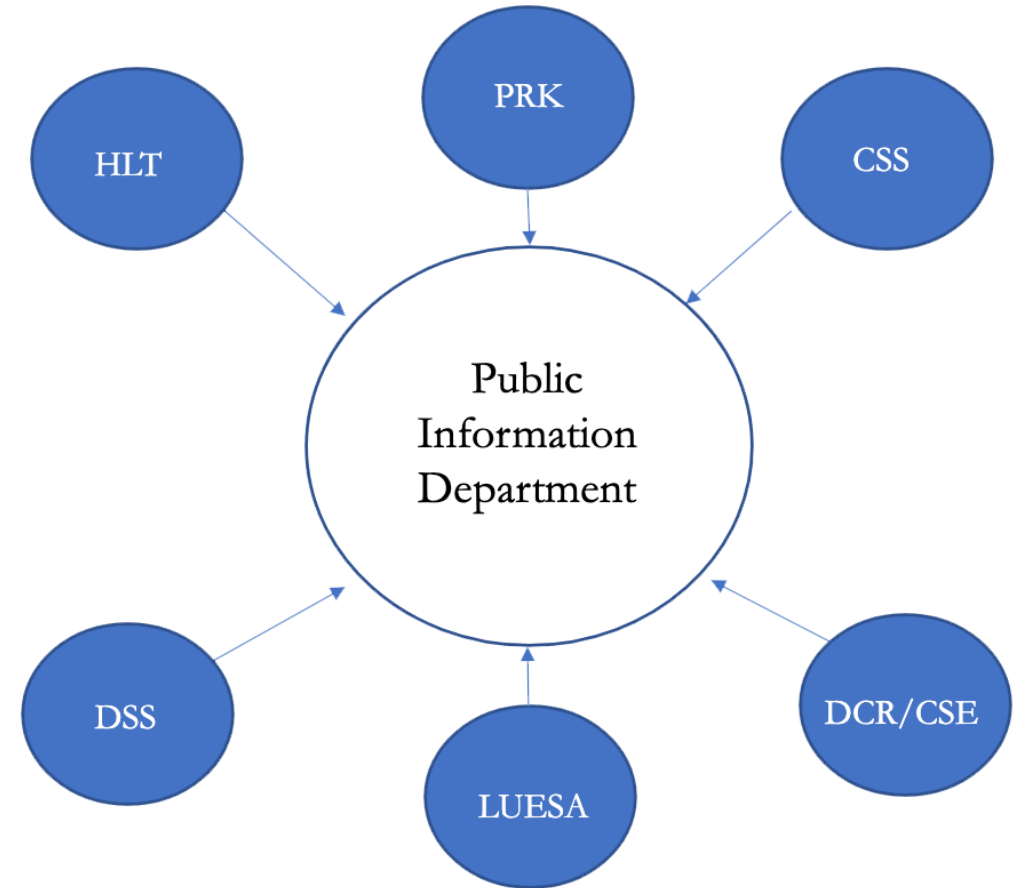 PRK
HLT
CSS
Public
Information
Department
DSS
DCR/CSE
LUESA